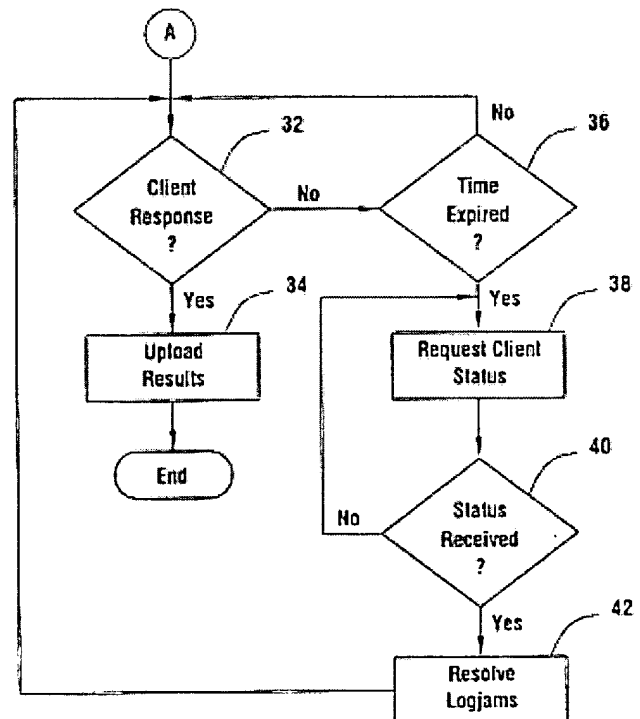 A
No
32
36
Client
Response
?
No
Time
Expired
?
Yes
34
Yes
38
Upload
Results
Request Client
Status
End
40
No
Status
Received
?
Yes
42
Resolve
Logjams